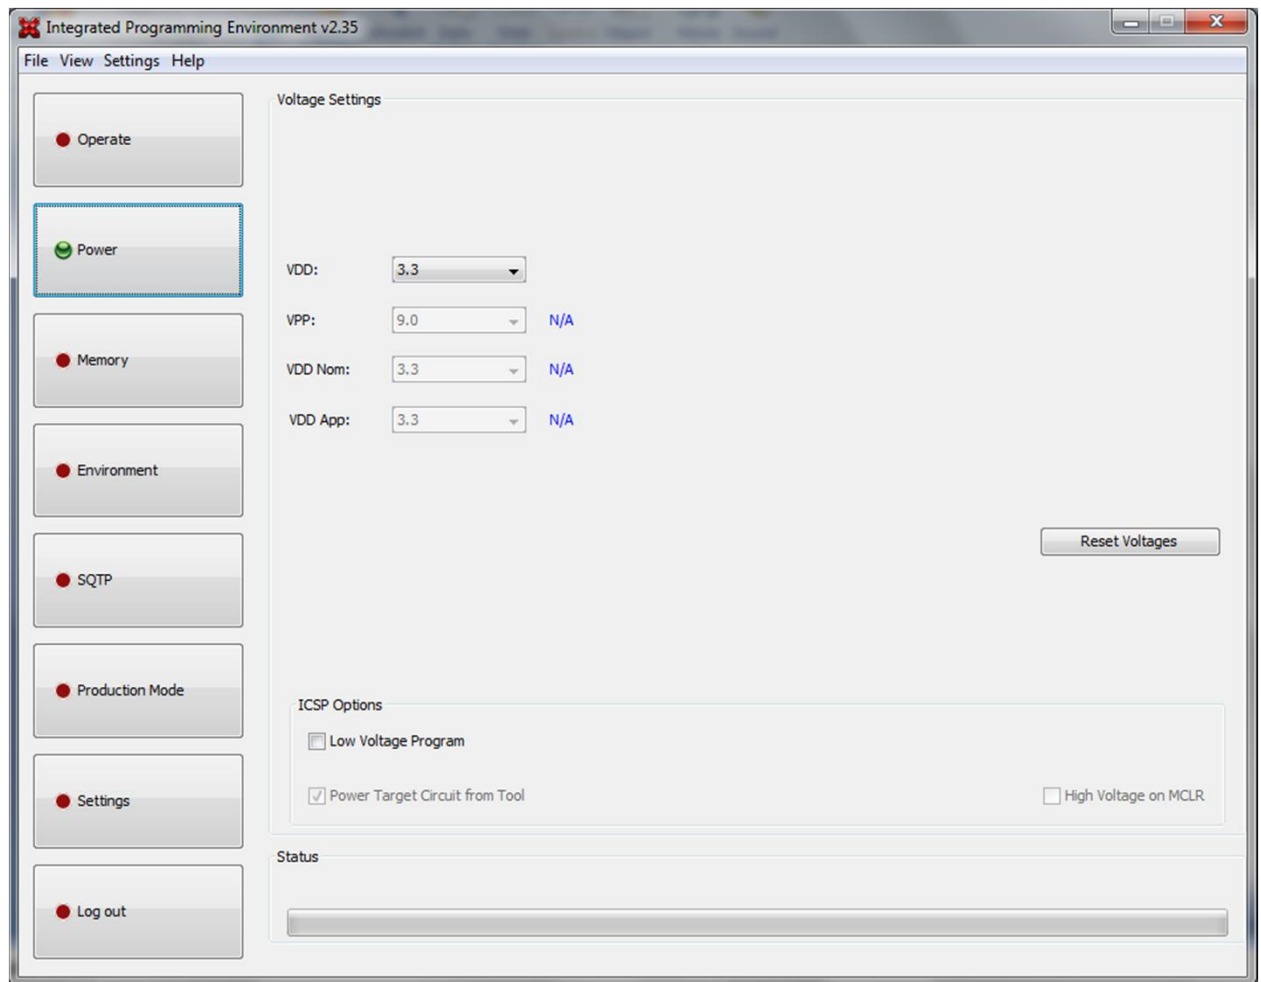 Integrated Programming Environment v2.35
File View Settings Help
Operate
Power
Memory
Environment
SQTP
Production Mode
Settings
Log out
Voltage Settings
VDD: 3.3
VPP: 9.0 N/A
VDD Nom: 3.3 N/A
VDD App: 3.3 N/A
Reset Voltages
ICSP Options
Low Voltage Program
Power Target Circuit from Tool High Voltage on MCLR
Status